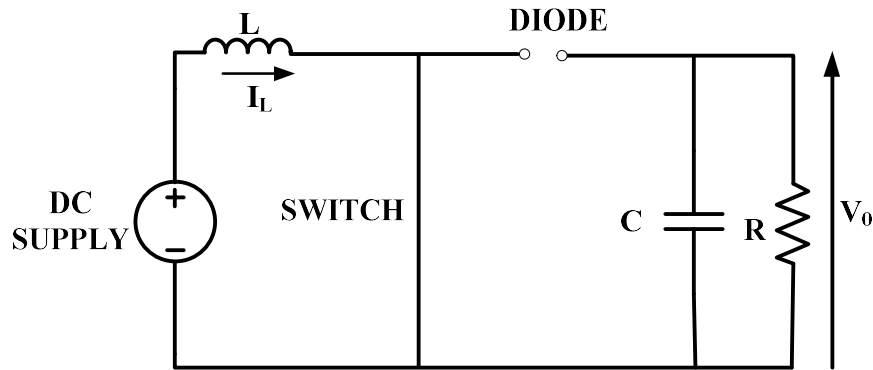 L
DIODE
I_L
DC
SUPPLY
+
−
SWITCH
C
R
V_0